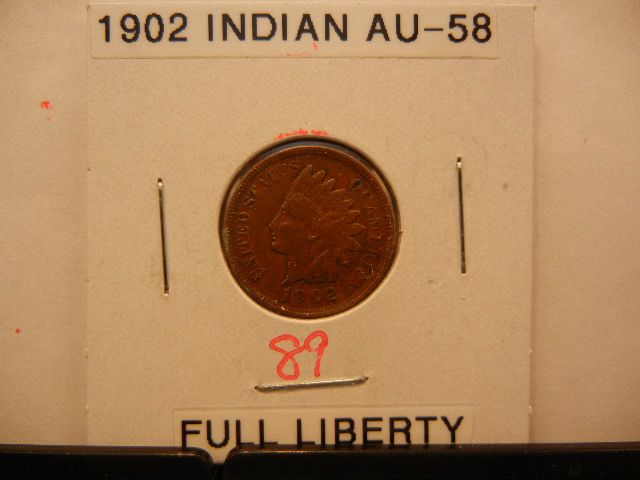 1902 INDIAN AU-58
UNITED STATES OF AMERICA
1902
89
FULL LIBERTY